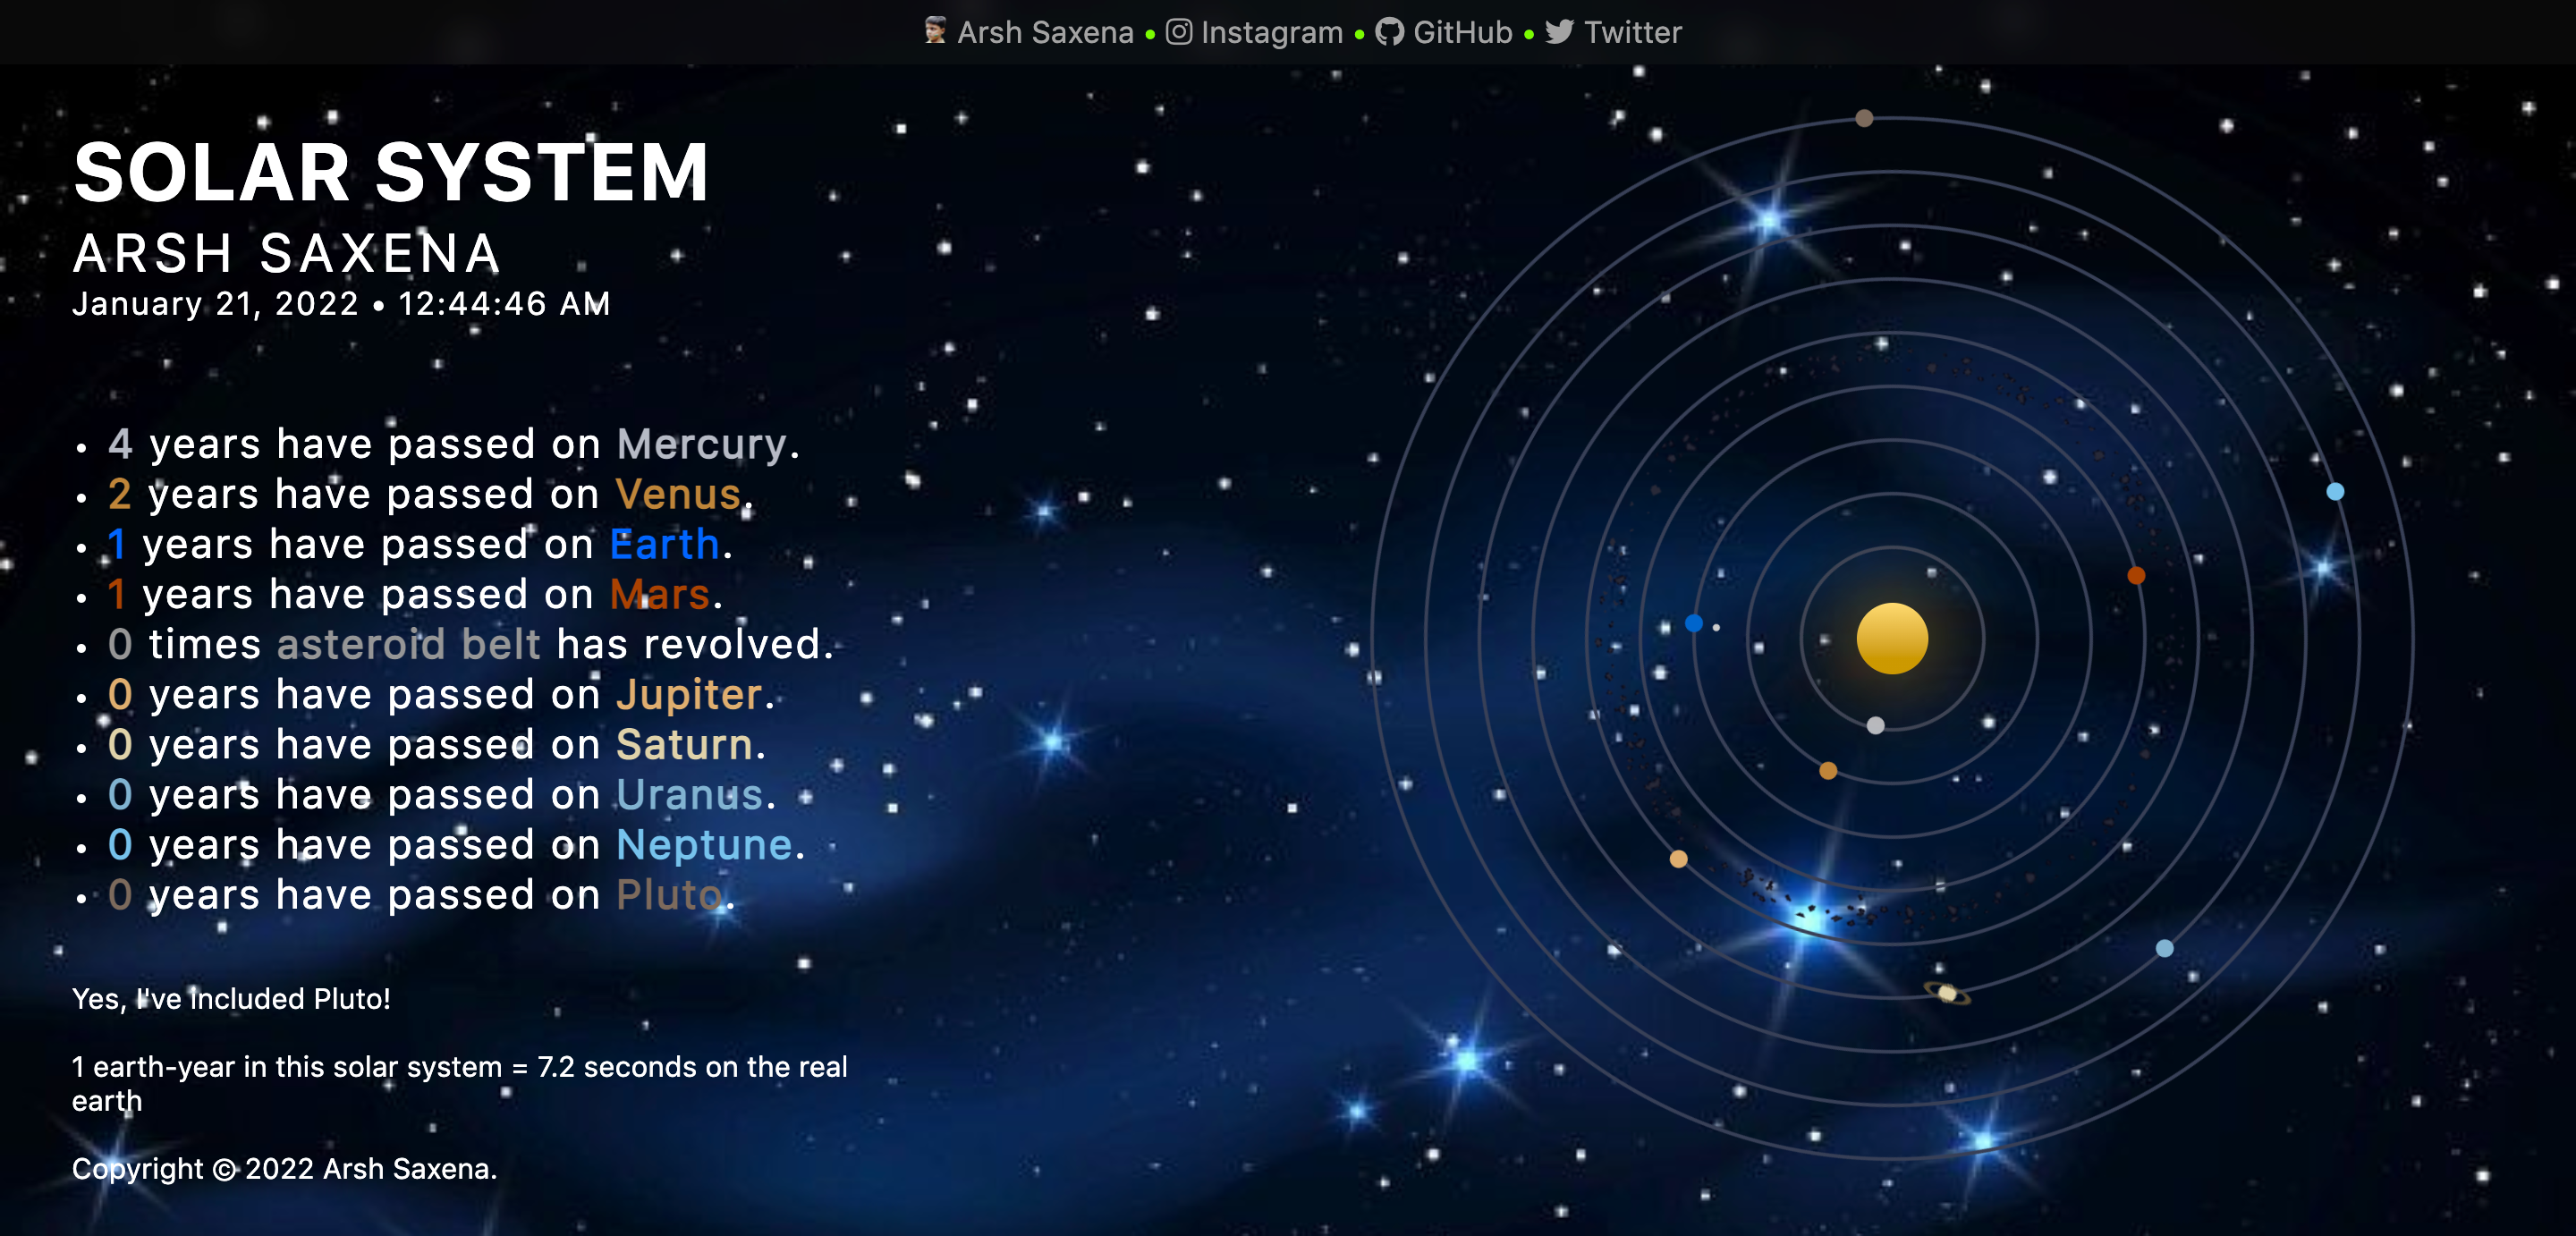 Arsh Saxena • Instagram • GitHub • Twitter
SOLAR SYSTEM
ARSH SAXENA
January 21, 2022 • 12:44:46 AM
• 4 years have passed on Mercury.
• 2 years have passed on Venus.
• 1 years have passed on Earth.
• 1 years have passed on Mars.
• 0 times asteroid belt has revolved.
• 0 years have passed on Jupiter.
• 0 years have passed on Saturn.
• 0 years have passed on Uranus.
• 0 years have passed on Neptune.
• 0 years have passed on Pluto.
Yes, I've Included Pluto!
1 earth-year in this solar system = 7.2 seconds on the real
earth
Copyright © 2022 Arsh Saxena.